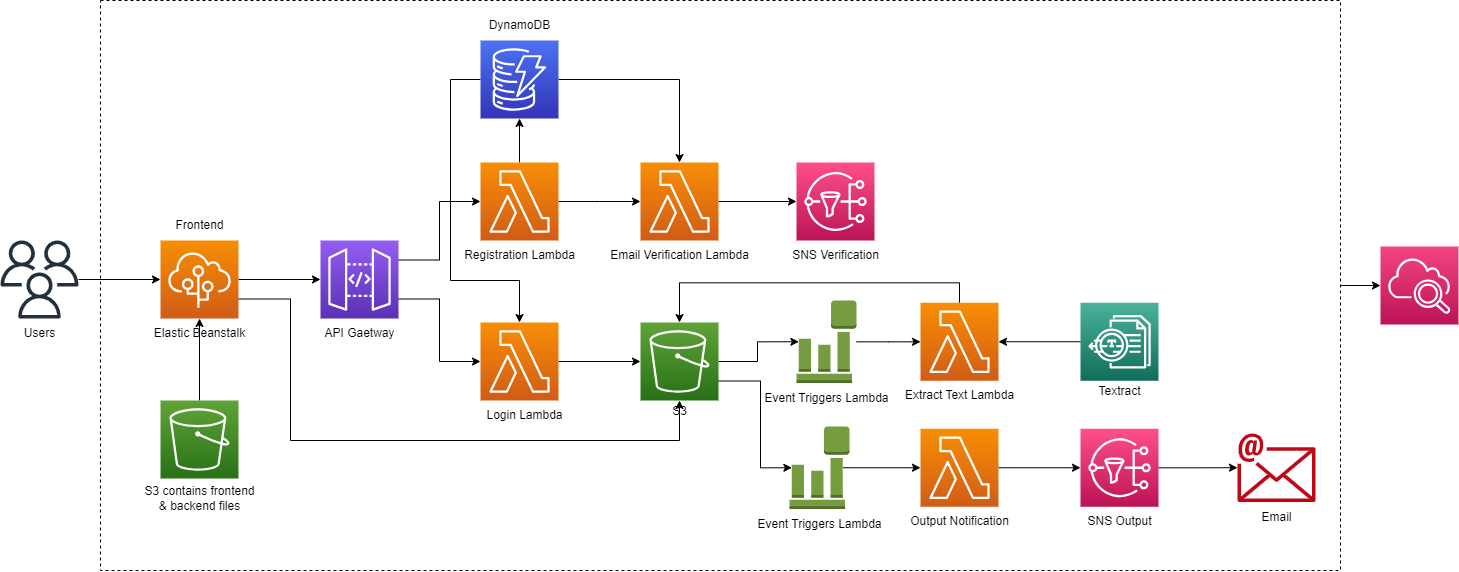 DynamoDB
Registration Lambda
Email Verification Lambda
SNS Verification
Frontend
Users
Elastic Beanstalk
API Gaetway
Login Lambda
S3
Event Triggers Lambda
Extract Text Lambda
Textract
S3 contains frontend
& backend files
Event Triggers Lambda
Output Notification
SNS Output
@
Email